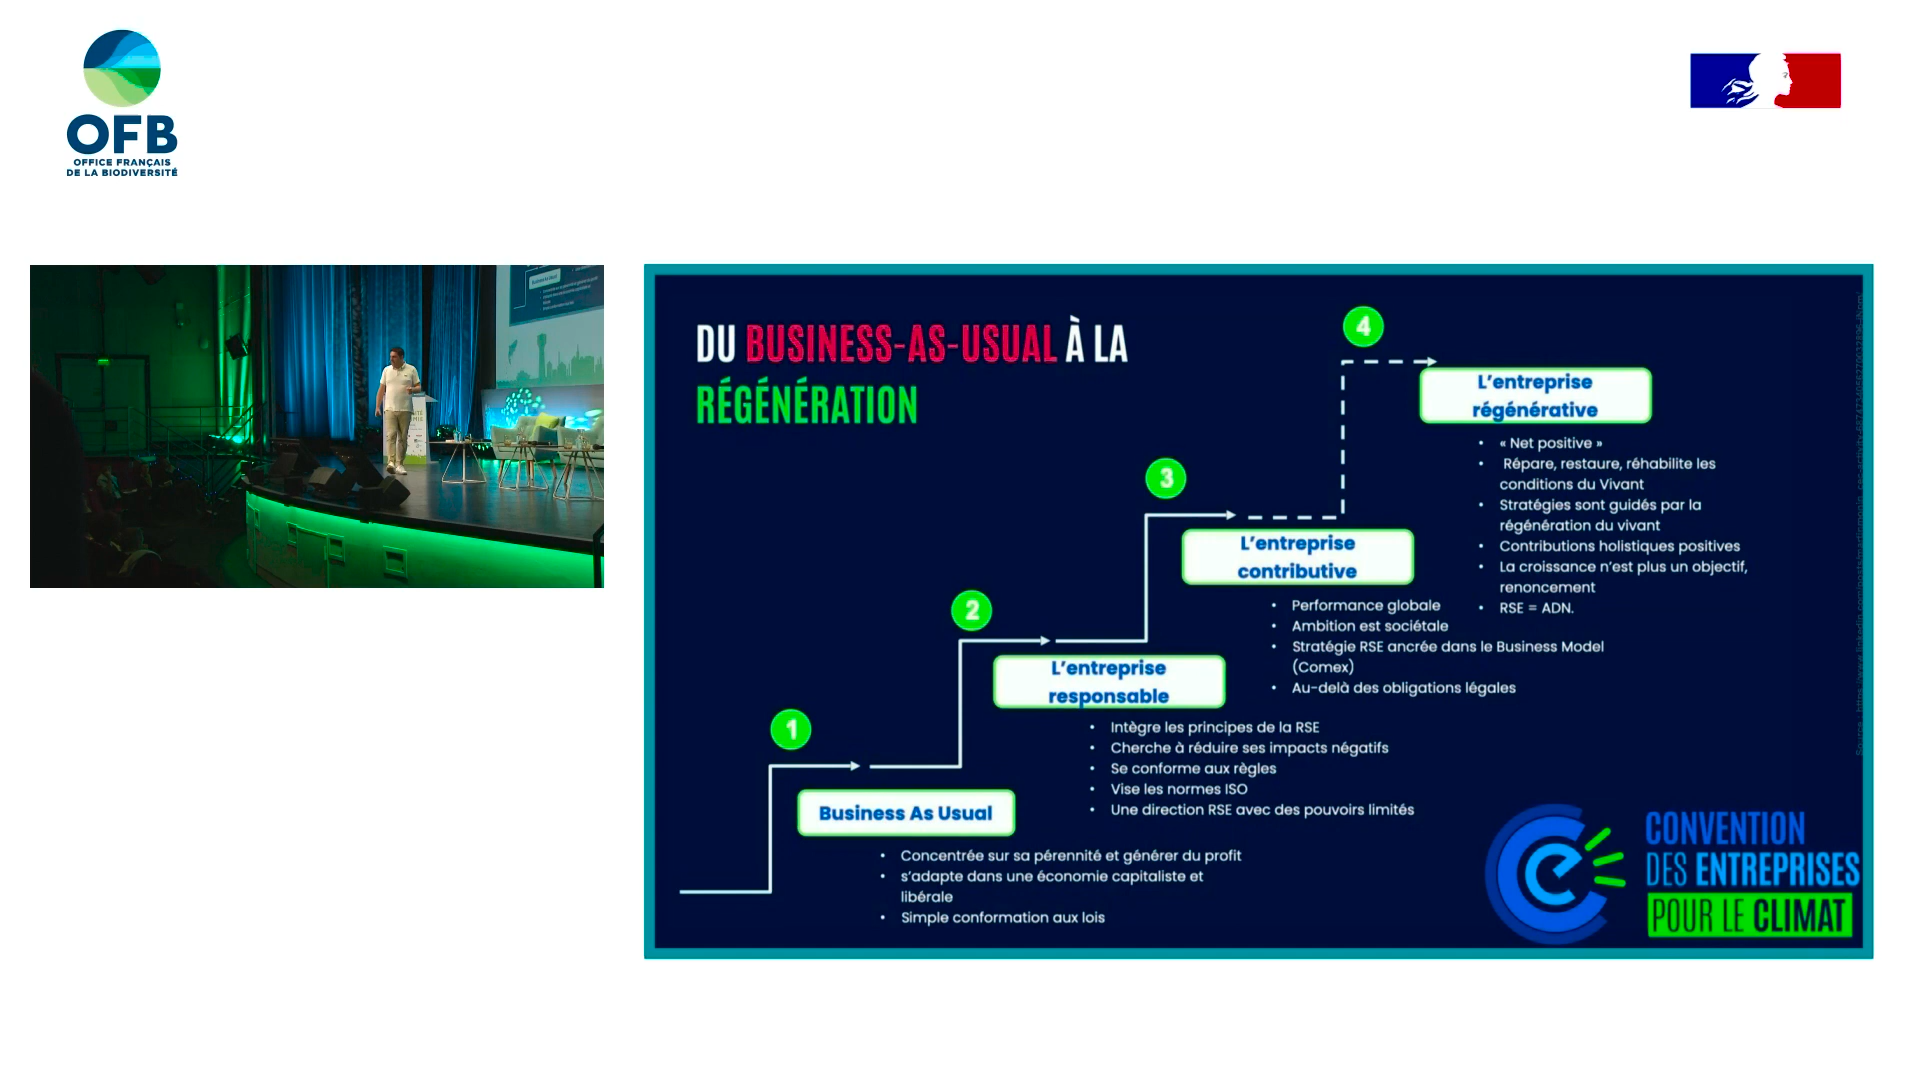 OFB
OFFICE FRANÇAIS
DE LA BIODIVERSITÉ
DU BUSINESS-AS-USUAL À LA
RÉGÉNÉRATION
4
L'entreprise
régénérative
• « Net positive »
• Répare, restaure, réhabilite les
conditions du Vivant
• Stratégies sont guidés par la
régénération du vivant
• Contributions holistiques positives
• La croissance n'est plus un objectif,
renoncement
• RSE = ADN.
3
L'entreprise
contributive
• Performance globale
• Ambition est sociétale
• Stratégie RSE ancrée dans le Business Model
(Comex)
• Au-delà des obligations légales
2
L'entreprise
responsable
• Intègre les principes de la RSE
• Cherche à réduire ses impacts négatifs
• Se conforme aux règles
• Vise les normes ISO
• Une direction RSE avec des pouvoirs limités
1
Business As Usual
• Concentrée sur sa pérennité et générer du profit
• s'adapte dans une économie capitaliste et
libérale
• Simple conformation aux lois
CONVENTION
DES ENTREPRISES
POUR LE CLIMAT